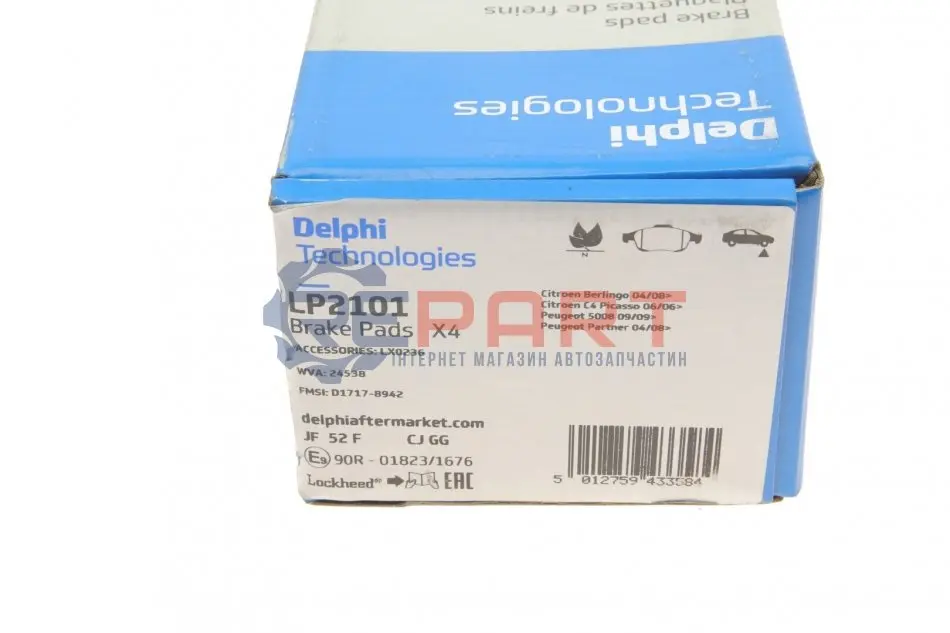 Brake pads
Plaquettes de freins
Delphi
Technologies
Delphi
Technologies
LP2101
Brake Pads X4
ACCESSORIES: LX0236
WVA: 24538
FMSI: D1717-8942
delphiaftermarket.com
JF 52 F CJ GG
E9 90R - 01823/1676
Lockheed® EAC
N
Citroen Berlingo 04/08>
Citroen C4 Picasso 06/06>
Peugeot 5008 09/09>
Peugeot Partner 04/08>
5 012759 433584
DEPART
ІНТЕРНЕТ МАГАЗИН АВТОЗАПЧАСТИН